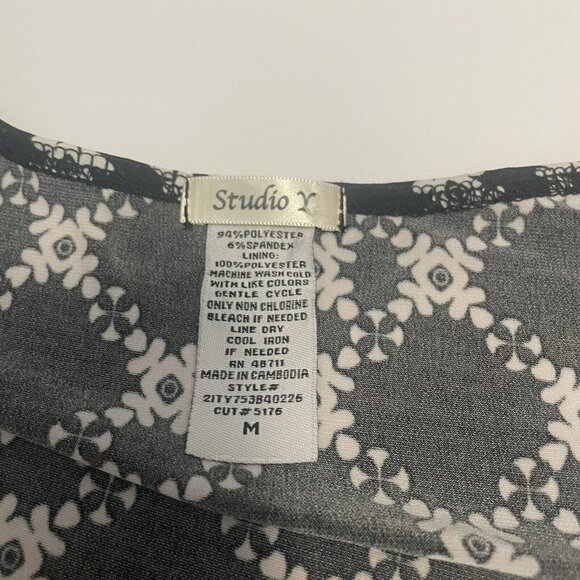 Studio Y
94%POLYESTER
6%SPANDEX
LINING:
100%POLYESTER
MACHINE WASH COLD
WITH LIKE COLORS
GENTLE CYCLE
ONLY NON CHLORINE
BLEACH IF NEEDED
LINE DRY
COOL IRON
IF NEEDED
RN 48711
MADE IN CAMBODIA
STYLE#
21TY753B40226
CUT# 5176
M